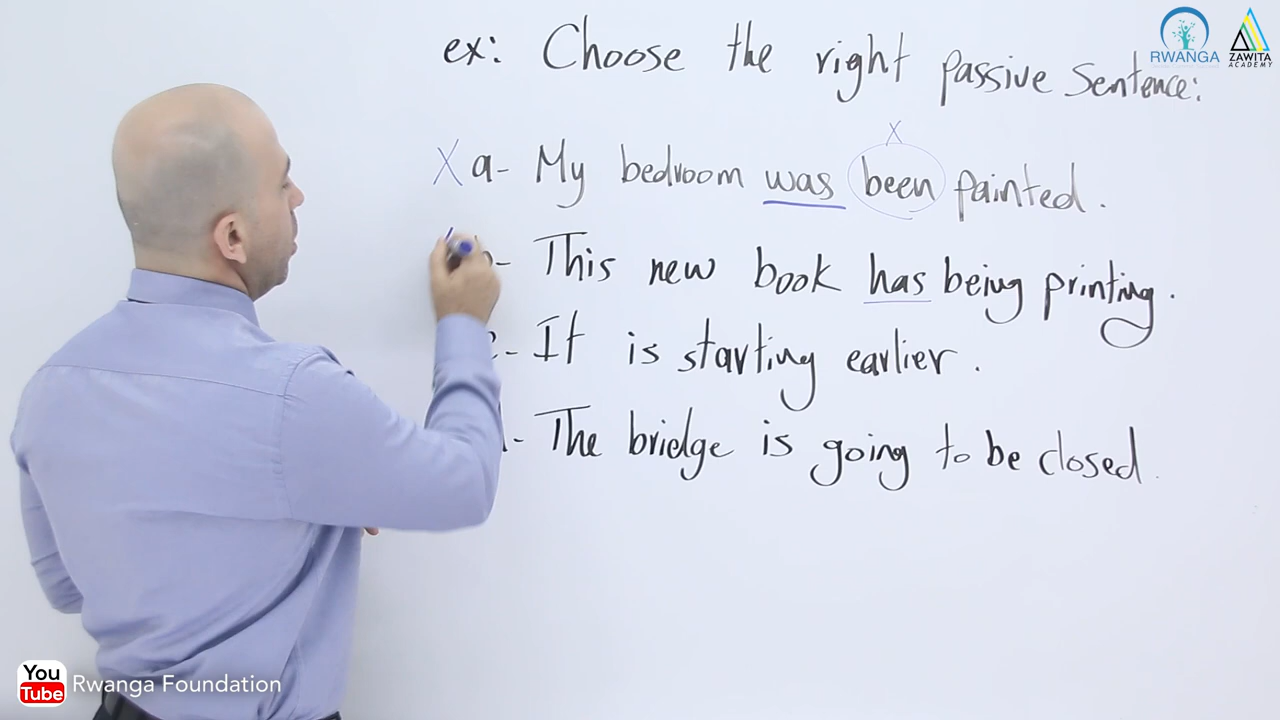 RWANGA
ZAWITA
ACADEMY
ex: Choose the right passive sentence:
X
X a- My bedroom was been painted.
- This new book has being printing.
- It is starting earlier.
- The bridge is going to be closed.
You
Tube
Rwanga Foundation